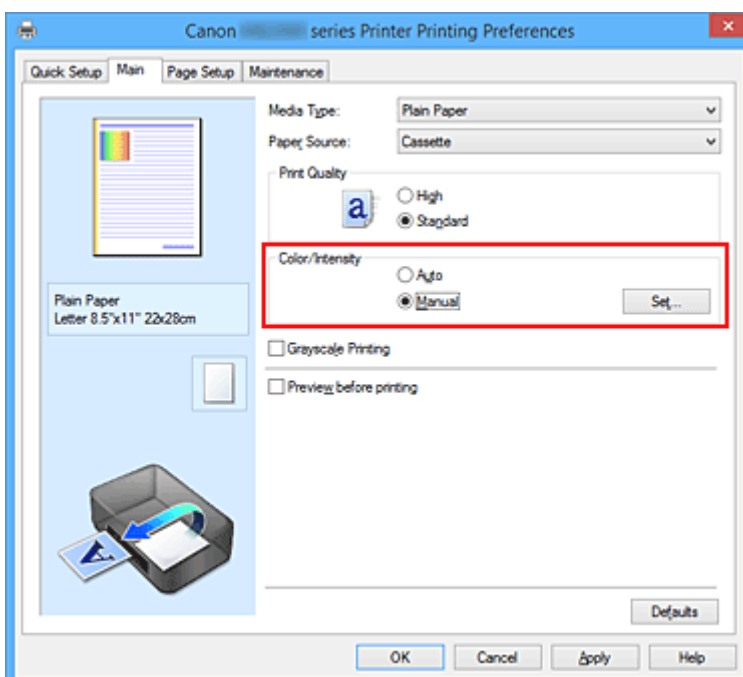 Canon series Printer Printing Preferences
Quick Setup Main Page Setup Maintenance
Media Type: Plain Paper
Paper Source: Cassette
Print Quality
a
High
Standard
Color/Intensity
Auto
Manual Set...
Plain Paper
Letter 8.5"x11" 22x28cm
Grayscale Printing
Preview before printing
A
Defaults
OK Cancel Apply Help